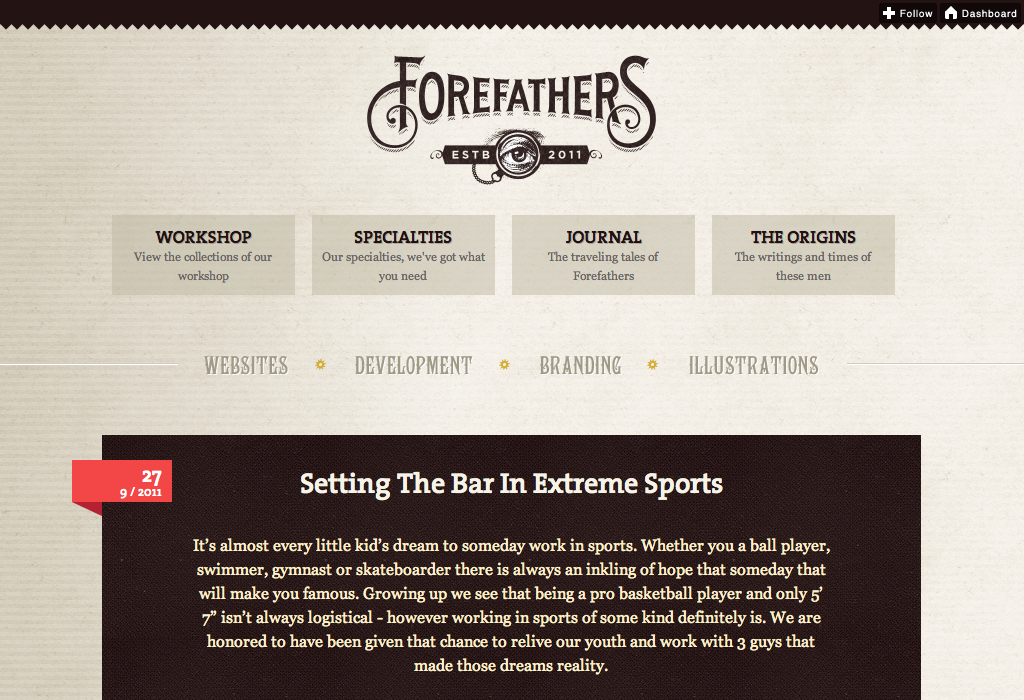 Follow
Dashboard
FOREFATHERS
ESTB 2011
WORKSHOP
View the collections of our
workshop
SPECIALTIES
Our specialties, we've got what
you need
JOURNAL
The traveling tales of
Forefathers
THE ORIGINS
The writings and times of
these men
WEBSITES
DEVELOPMENT
BRANDING
ILLUSTRATIONS
27
9 / 2011
Setting The Bar In Extreme Sports
It’s almost every little kid’s dream to someday work in sports. Whether you a ball player,
swimmer, gymnast or skateboarder there is always an inkling of hope that someday that
will make you famous. Growing up we see that being a pro basketball player and only 5’
7” isn’t always logistical - however working in sports of some kind definitely is. We are
honored to have been given that chance to relive our youth and work with 3 guys that
made those dreams reality.